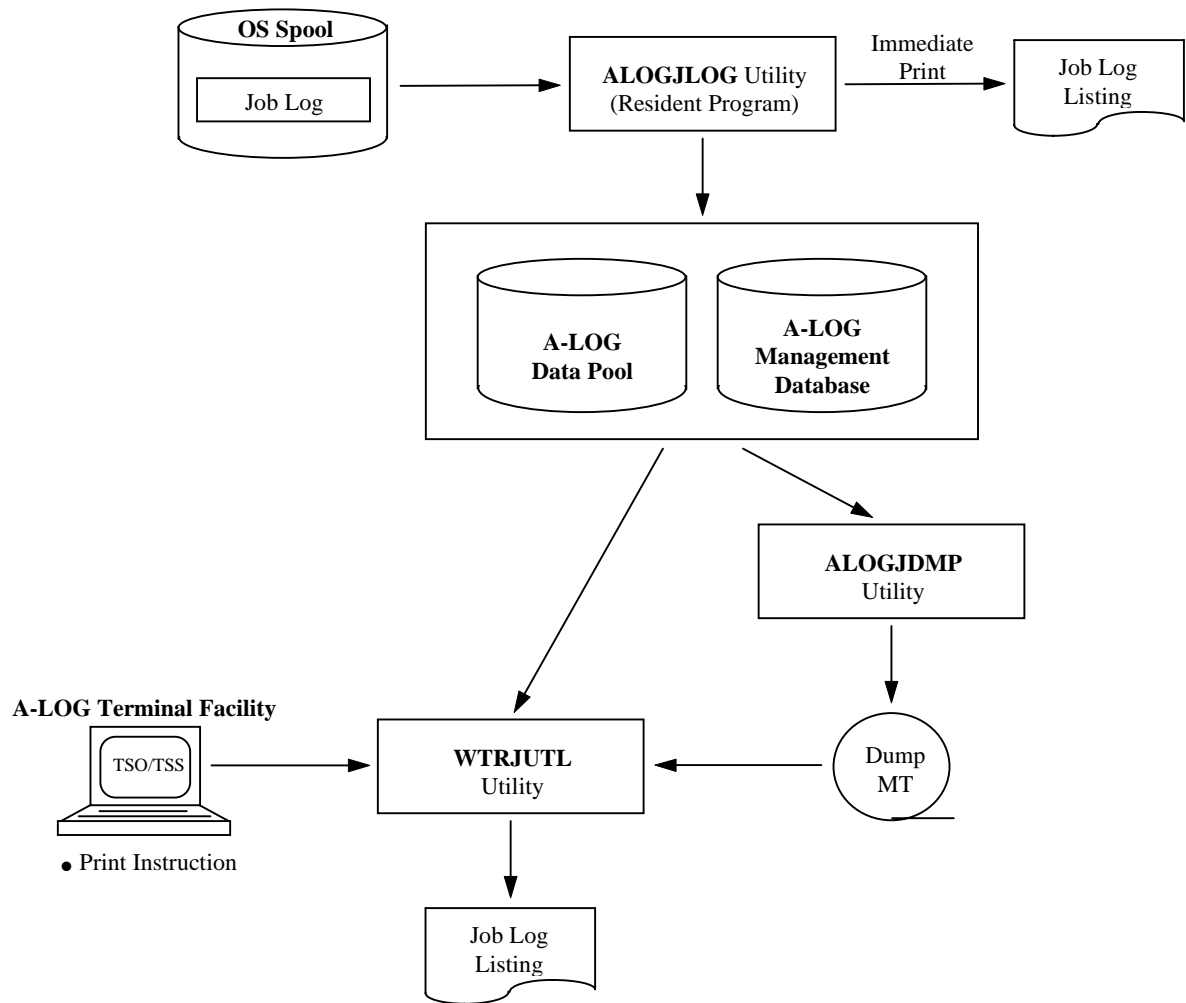 OS Spool
Job Log
ALOGJLOG Utility
(Resident Program)
Immediate
Print
Job Log
Listing
A-LOG
Data Pool
A-LOG
Management
Database
ALOGJDMP
Utility
A-LOG Terminal Facility
TSO/TSS
• Print Instruction
WTRJUTL
Utility
Dump
MT
Job Log
Listing